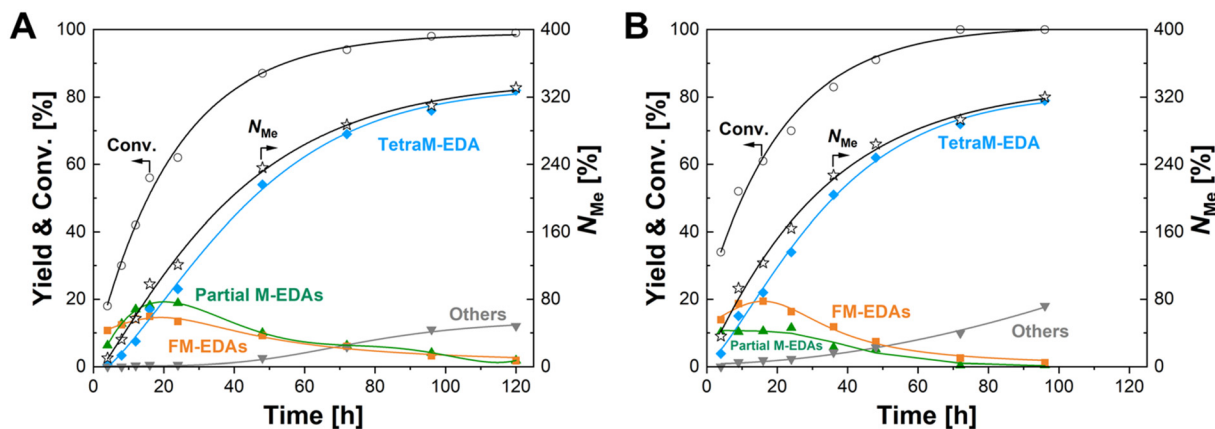 A
Yield & Conv. [%]
100
80
60
40
20
0
Conv.
N_Me
TetraM-EDA
Partial M-EDAs
FM-EDAs
Others
400
320
240
160
80
0
N_Me [%]
0 20 40 60 80 100 120
Time [h]
B
Yield & Conv. [%]
100
80
60
40
20
0
Conv.
N_Me
TetraM-EDA
FM-EDAs
Partial M-EDAs
Others
400
320
240
160
80
0
N_Me [%]
0 20 40 60 80 100 120
Time [h]